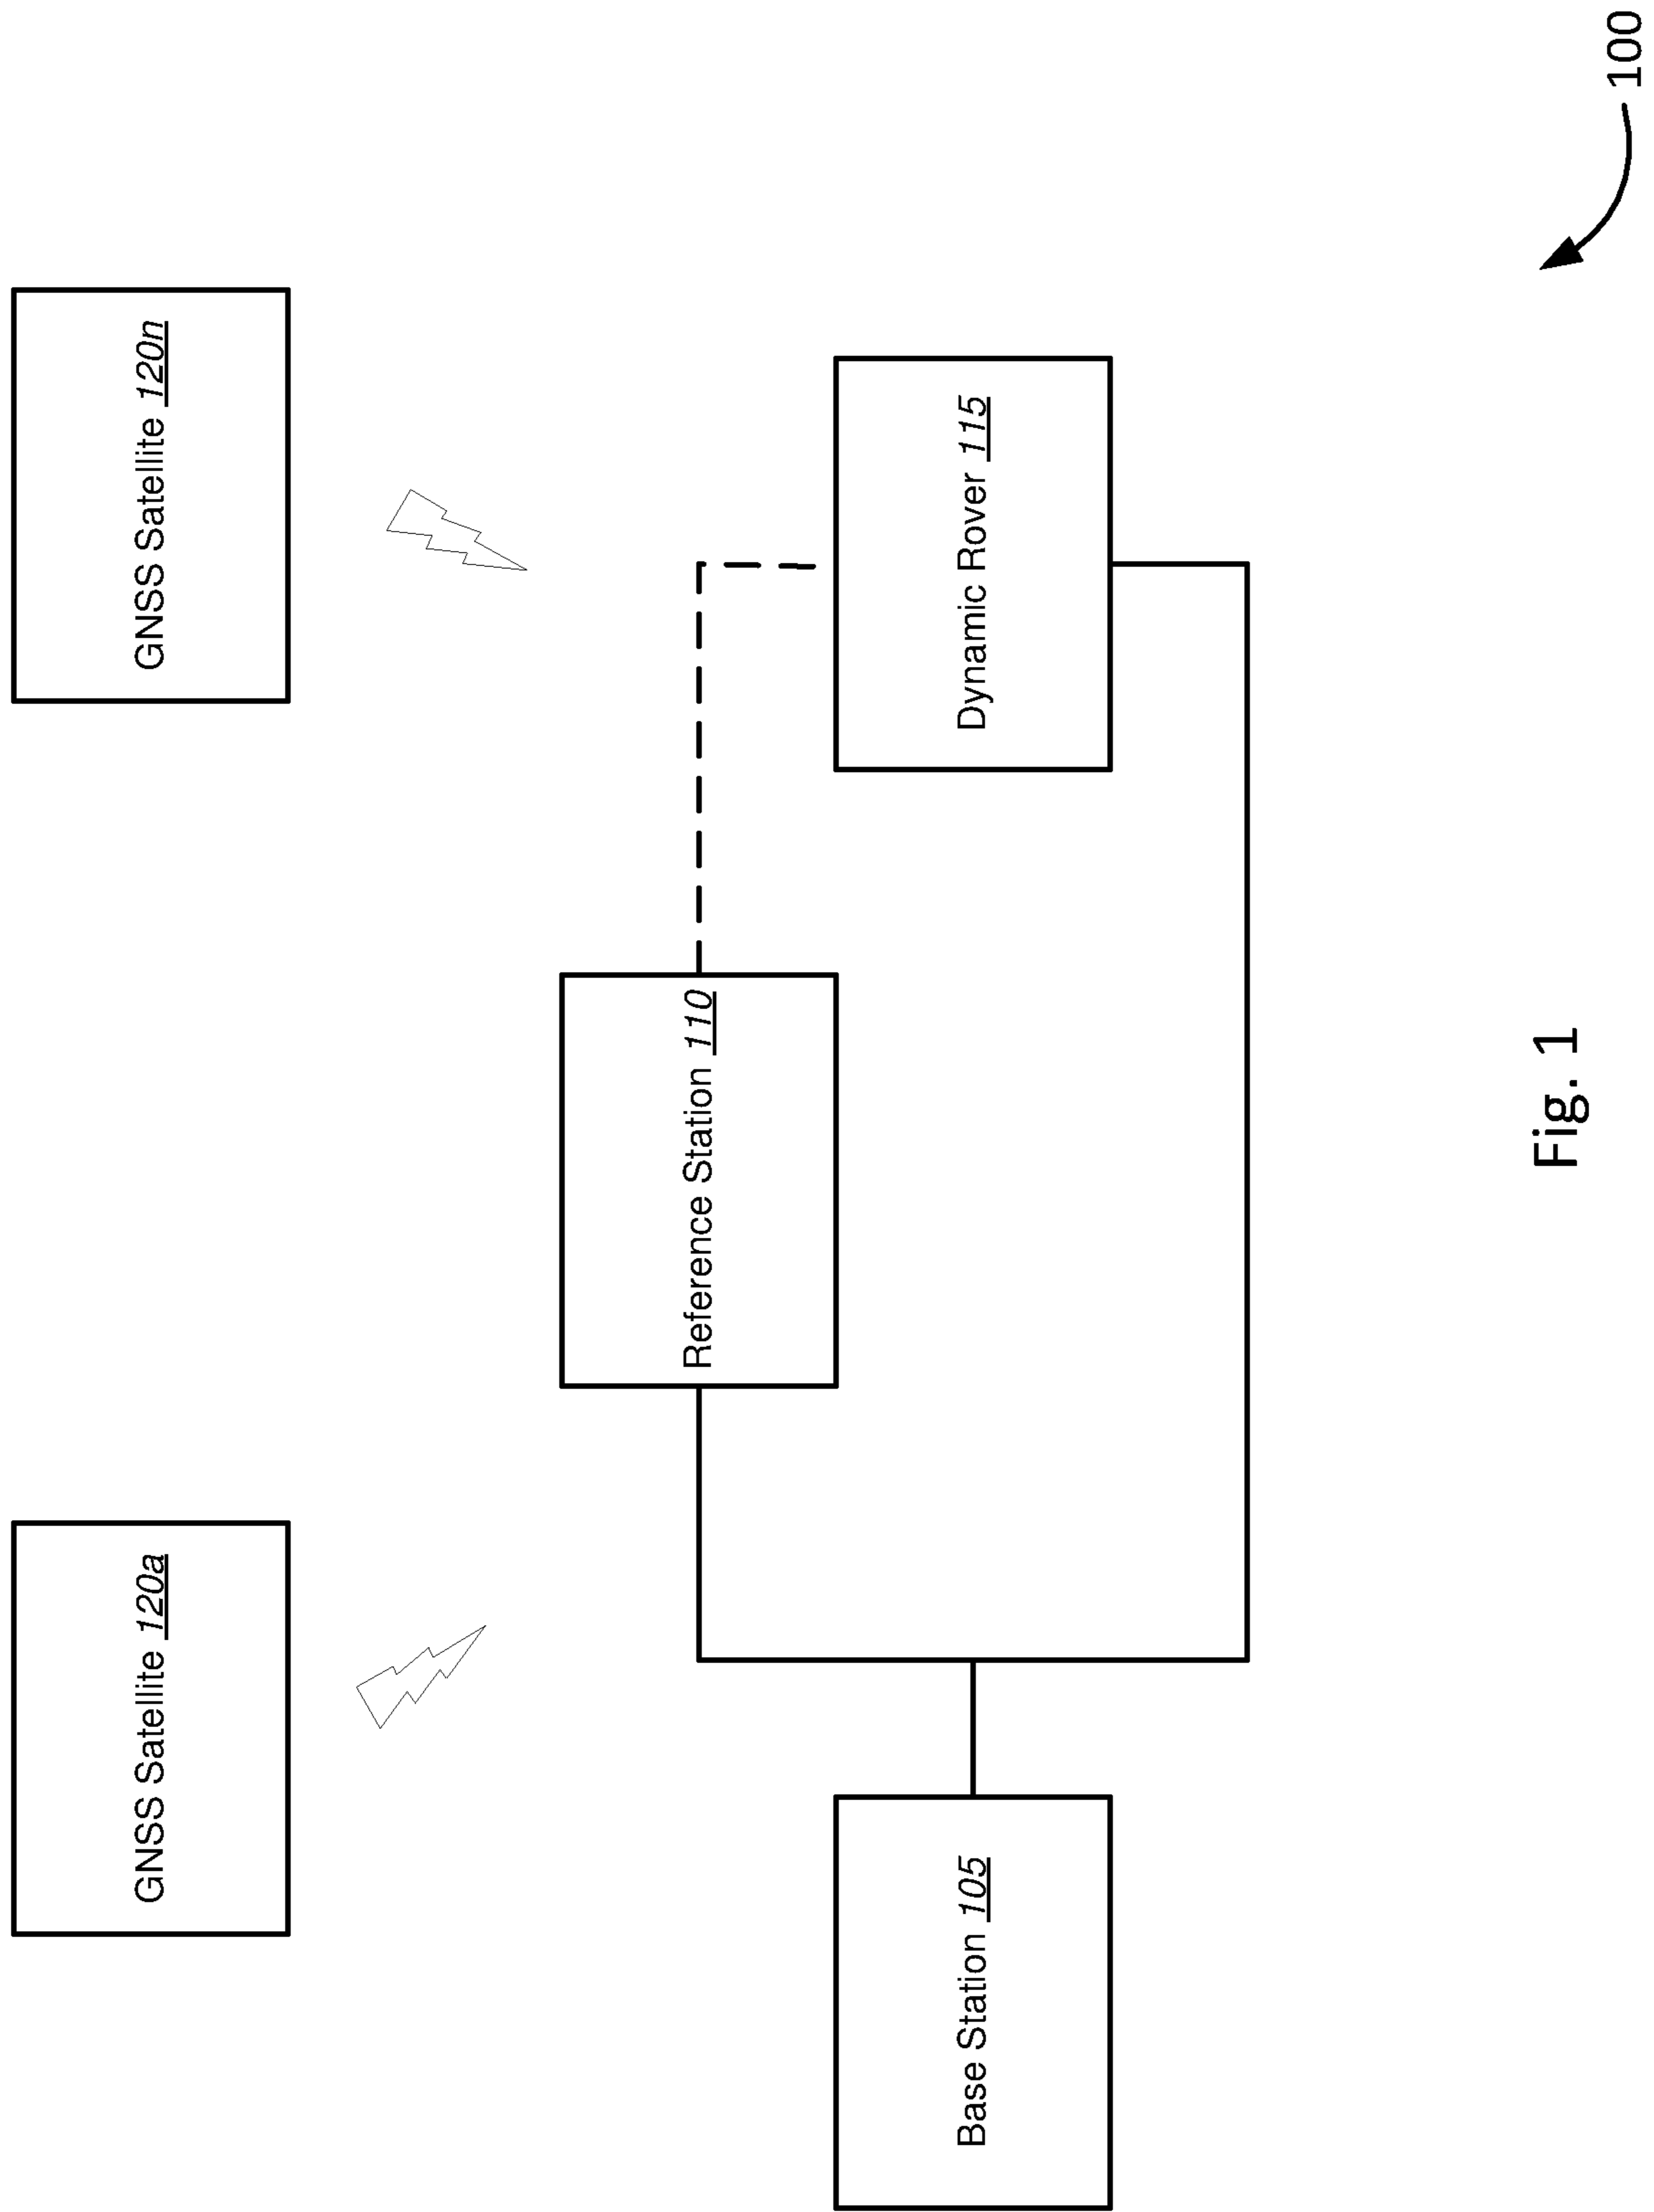 GNSS Satellite 120a
GNSS Satellite 120n
Reference Station 110
Base Station 105
Dynamic Rover 115
Fig. 1
100